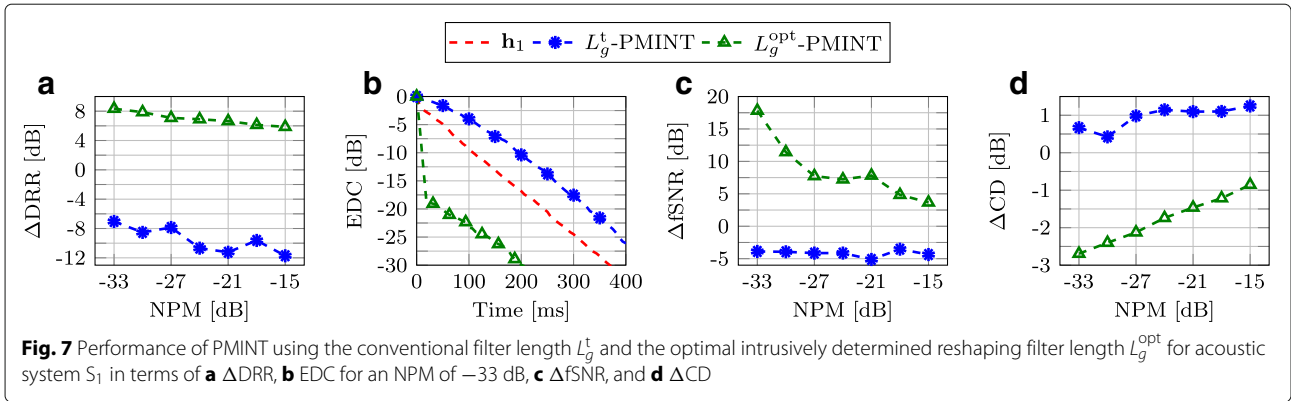 h₁ L_g^t-PMINT L_g^opt-PMINT
a b c d
ΔDRR [dB]
8
4
0
-4
-8
-12
-33 -27 -21 -15
NPM [dB]
EDC [dB]
0
-5
-10
-15
-20
-25
-30
0 100 200 300 400
Time [ms]
ΔfSNR [dB]
20
15
10
5
0
-5
-33 -27 -21 -15
NPM [dB]
ΔCD [dB]
1
0
-1
-2
-3
-33 -27 -21 -15
NPM [dB]
Fig. 7 Performance of PMINT using the conventional filter length L_g^t and the optimal intrusively determined reshaping filter length L_g^opt for acoustic
system S₁ in terms of a ΔDRR, b EDC for an NPM of −33 dB, c ΔfSNR, and d ΔCD